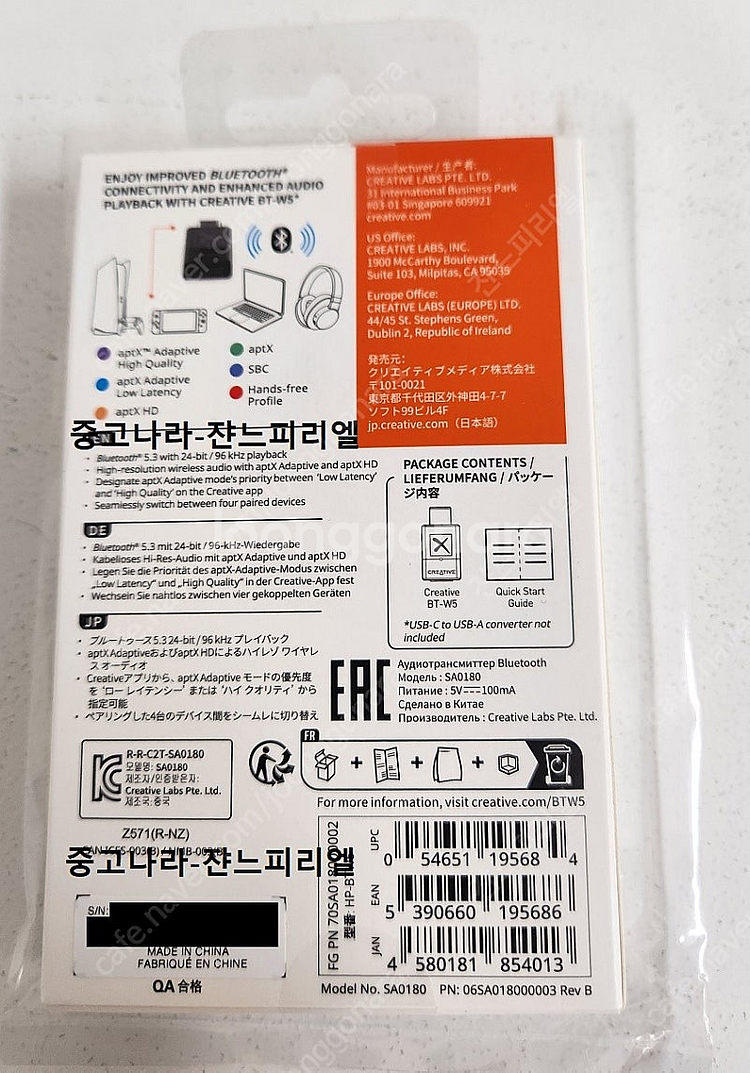 ENJOY IMPROVED BLUETOOTH®
CONNECTIVITY AND ENHANCED AUDIO
PLAYBACK WITH CREATIVE BT-W5*
aptX™ Adaptive
High Quality
aptX Adaptive
Low Latency
aptX HD
aptX
SBC
Hands-free
Profile
Manufacturer / 生産者:
CREATIVE LABS PTE. LTD.
31 International Business Park
#03-01 Singapore 609921
creative.com
US Office:
CREATIVE LABS, INC.
1900 McCarthy Boulevard,
Suite 103, Milpitas, CA 95035
Europe Office:
CREATIVE LABS (EUROPE) LTD.
44/45 St. Stephens Green,
Dublin 2, Republic of Ireland
発売元:
クリエイティブメディア株式会社
〒101-0021
東京都千代田区外神田4-7-7
ソフト99ビル4F
jp.creative.com（日本語）
중고나라-쟌느피리엘
• Bluetooth® 5.3 with 24-bit / 96 kHz playback
• High-resolution wireless audio with aptX Adaptive and aptX HD
• Designate aptX Adaptive mode's priority between 'Low Latency'
and 'High Quality' on the Creative app
• Seamlessly switch between four paired devices
DE
• Bluetooth® 5.3 mit 24-bit / 96-kHz-Wiedergabe
• Kabelloses Hi-Res-Audio mit aptX Adaptive und aptX HD
• Legen Sie die Priorität des aptX-Adaptive-Modus zwischen
„Low Latency" und „High Quality" in der Creative-App fest
• Wechseln Sie nahtlos zwischen vier gekoppelten Geräten
JP
• ブルートゥース5.3 24-bit / 96 kHz プレイバック
• aptX AdaptiveおよびaptX HDによるハイレゾ ワイヤレ
ス オーディオ
• Creativeアプリから、aptX Adaptive モードの優先度
を 'ロー レイテンシー' または 'ハイ クオリティ' から
指定可能
• ペアリングした4台のデバイス間をシームレスに切り替え
PACKAGE CONTENTS /
LIEFERUMFANG / パッケー
ジ内容
CREATIVE
Creative
BT-W5
Quick Start
Guide
*USB-C to USB-A converter not
included
EAC
Аудиотрансмиттер Bluetooth
Модель : SA0180
Питание : 5V⎓100mA
Сделано в Китае
Производитель : Creative Labs Pte. Ltd.
R-R-C2T-SA0180
모델명: SA0180
제조자/인증받은자:
Creative Labs Pte. Ltd.
제조국: 중국
FR
+ + +
For more information, visit creative.com/BTW5
Z571(R-NZ)
중고나라-쟌느피리엘
S/N:
MADE IN CHINA
FABRIQUÉ EN CHINE
QA 合格
UPC
0 54651 19568 4
EAN
5 390660 195686
JAN
4 580181 854013
Model No. SA0180 PN: 06SA018000003 Rev B